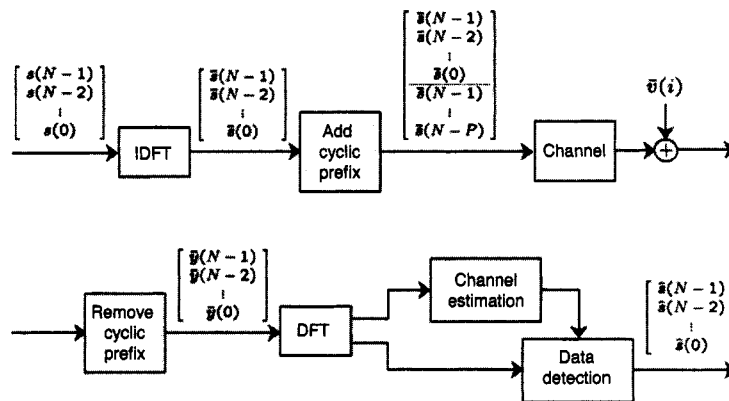 s(N − 1)
s(N − 2)
⋮
s(0)
IDFT
s̄(N − 1)
s̄(N − 2)
⋮
s̄(0)
Add
cyclic
prefix
s̄(N − 1)
s̄(N − 2)
⋮
s̄(0)
s̄(N − 1)
⋮
s̄(N − P)
Channel
v̄(i)
+
Remove
cyclic
prefix
ȳ(N − 1)
ȳ(N − 2)
⋮
ȳ(0)
DFT
Channel
estimation
Data
detection
ŝ(N − 1)
ŝ(N − 2)
⋮
ŝ(0)